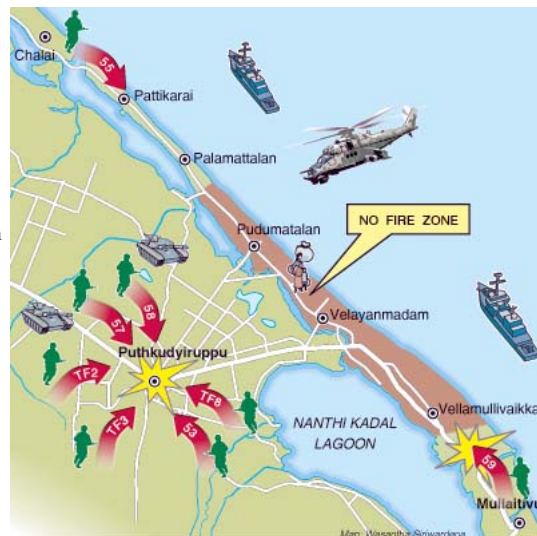 Chalai
55
Pattikarai
Palamattalan
NO FIRE ZONE
Pudumatalan
Velayanmadam
57
58
Puthkudyiruppu
TF2
TF8
TF3
53
NANTHI KADAL
LAGOON
Vellamullivaikka
59
Mullaitivu
Map: Wasantha Siriwardena